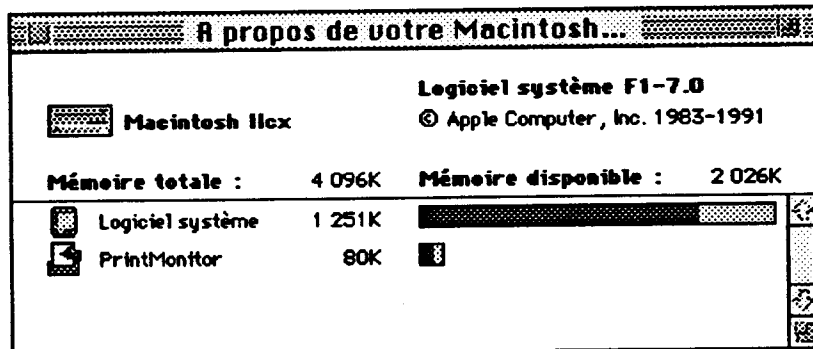 A propos de votre Macintosh...
Logiciel système F1-7.0
Macintosh IIcx
© Apple Computer, Inc. 1983-1991
Mémoire totale : 4 096K Mémoire disponible : 2 026K
Logiciel système 1 251K
PrintMonitor 80K